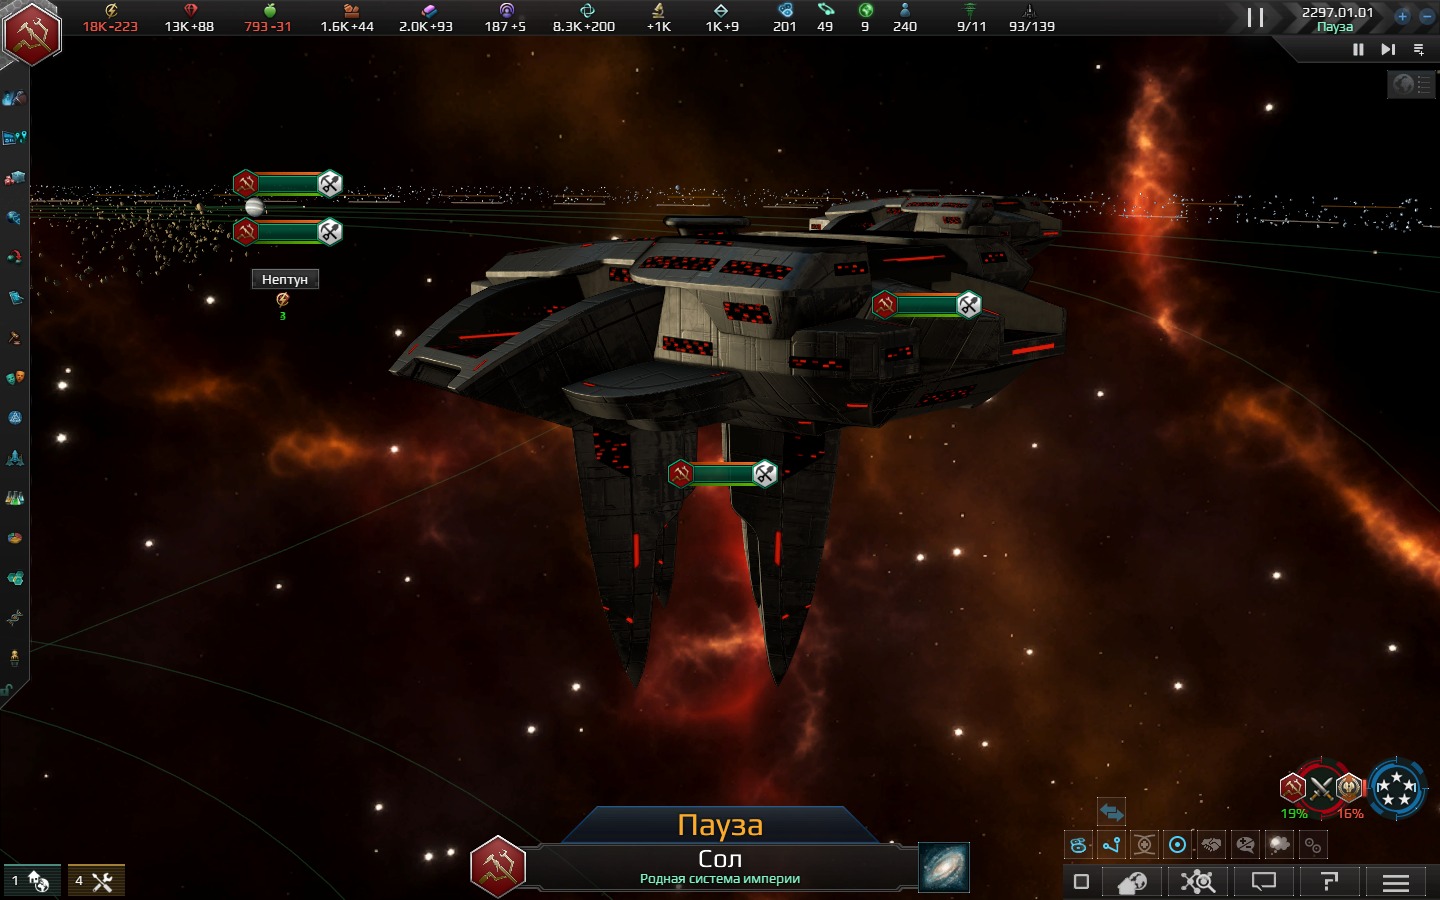 18K-223 13K+88 793-31 1.6K+44 2.0K+93 187+5 8.3K+200 +1K 1K+9 201 49 9 240 9/11 93/139
2297.01.01
Пауза
Нептун
3
19% 16%
Пауза
Сол
Родная система империи
1 4